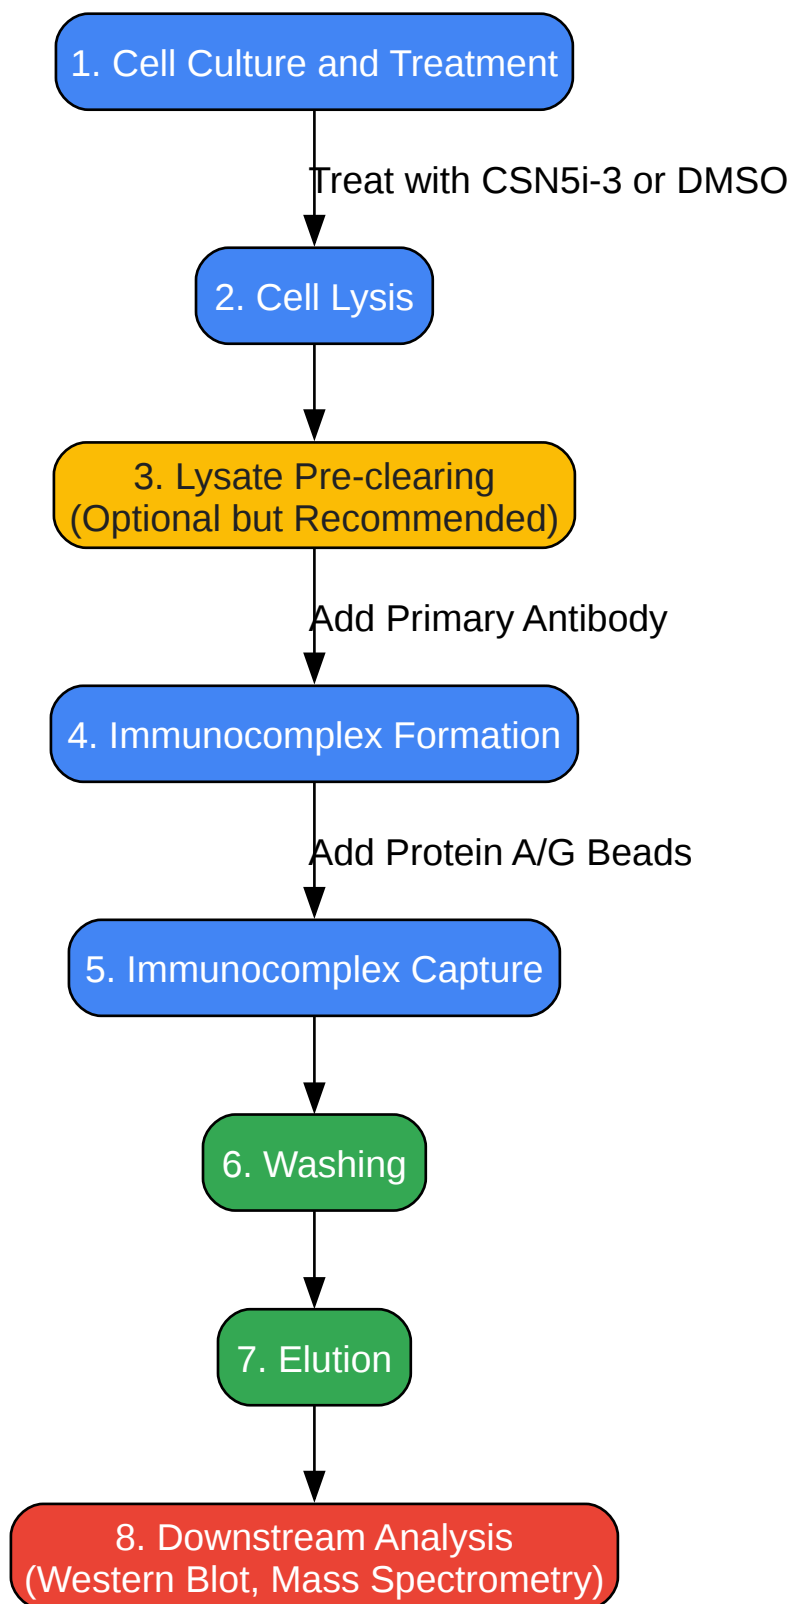 1. Cell Culture and Treatment
Treat with CSN5i-3 or DMSO
2. Cell Lysis
3. Lysate Pre-clearing
(Optional but Recommended)
Add Primary Antibody
4. Immunocomplex Formation
Add Protein A/G Beads
5. Immunocomplex Capture
6. Washing
7. Elution
8. Downstream Analysis
(Western Blot, Mass Spectrometry)